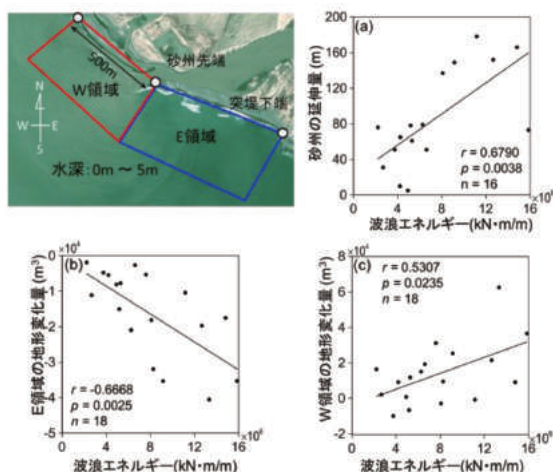 500m
砂州先端
W領域
突堤下端
E領域
N
W E
S
水深:0m ~ 5m
(a)
砂州の延伸量 (m)
200
160
120
80
40
0
r = 0.6790
p = 0.0038
n = 16
0 4 8 12 16
波浪エネルギー(kN·m/m)
(b)
×10⁴
E領域の地形変化量 (m³)
0
-1
-2
-3
-4
-5
r = -0.6668
p = 0.0025
n = 18
0 4 8 12 16
波浪エネルギー(kN·m/m)
(c)
×10⁴
W領域の地形変化量 (m³)
8
6
4
2
0
-2
r = 0.5307
p = 0.0235
n = 18
0 4 8 12 16
波浪エネルギー(kN·m/m)